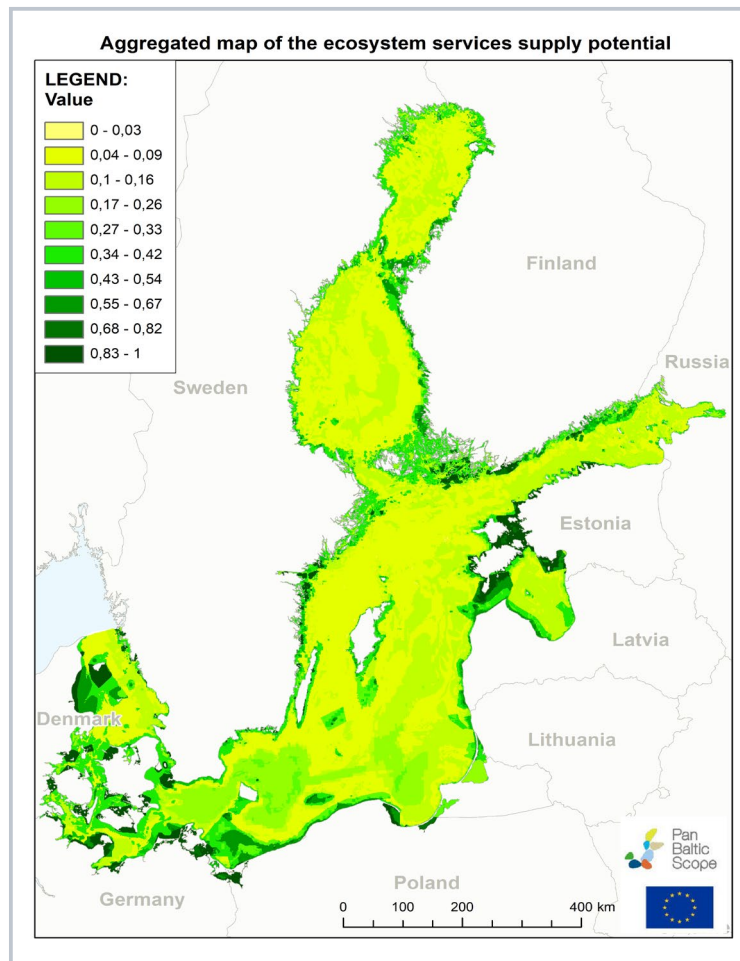 Aggregated map of the ecosystem services supply potential
LEGEND:
Value
0 - 0,03
0,04 - 0,09
0,1 - 0,16
0,17 - 0,26
0,27 - 0,33
0,34 - 0,42
0,43 - 0,54
0,55 - 0,67
0,68 - 0,82
0,83 - 1
Finland
Russia
Sweden
Estonia
Latvia
Denmark
Lithuania
Pan
Baltic
Scope
Poland
Germany
0 100 200 400 km